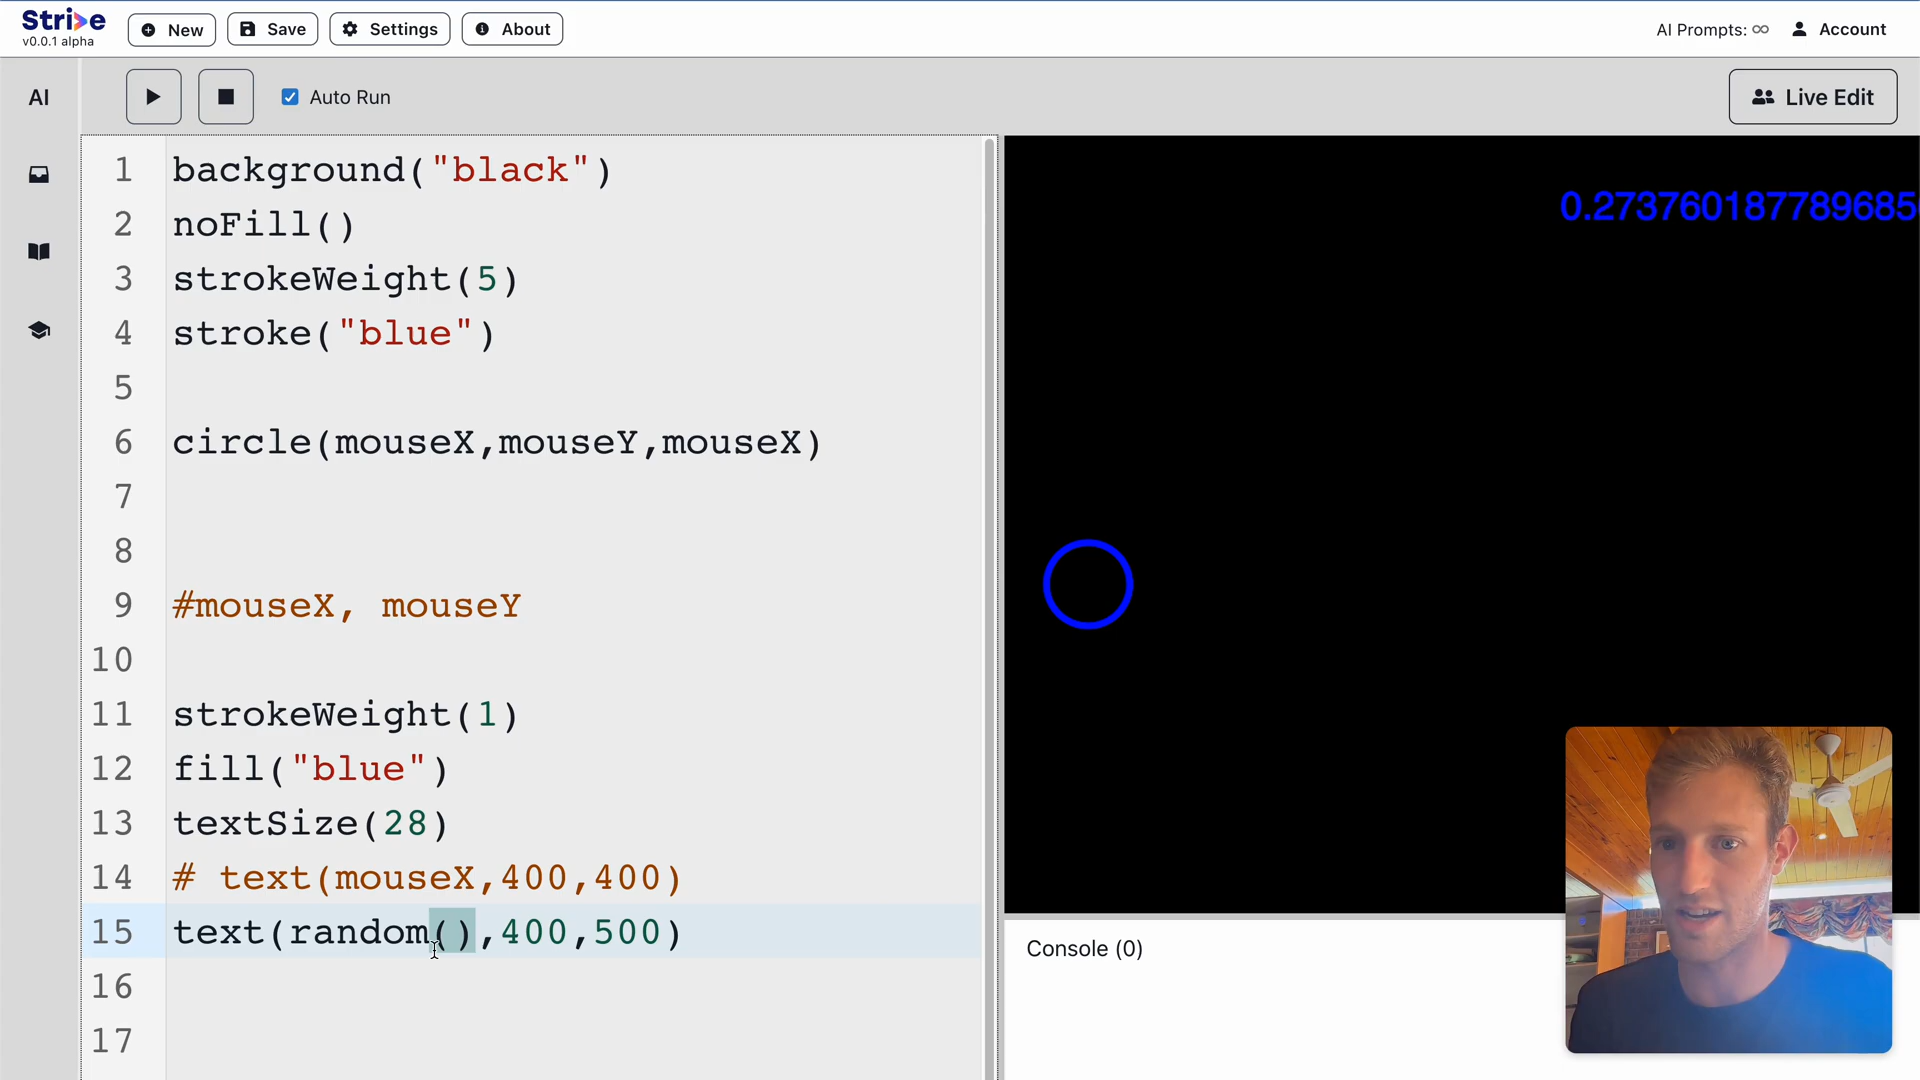 Strive
v0.0.1 alpha
New
Save
Settings
About
AI Prompts: ∞
Account
AI
Auto Run
Live Edit
1 background("black")
2 noFill()
3 strokeWeight(5)
4 stroke("blue")
5
6 circle(mouseX,mouseY,mouseX)
7
8
9 #mouseX, mouseY
10
11 strokeWeight(1)
12 fill("blue")
13 textSize(28)
14 # text(mouseX,400,400)
15 text(random(),400,500)
16
17
0.273760187789685
Console (0)